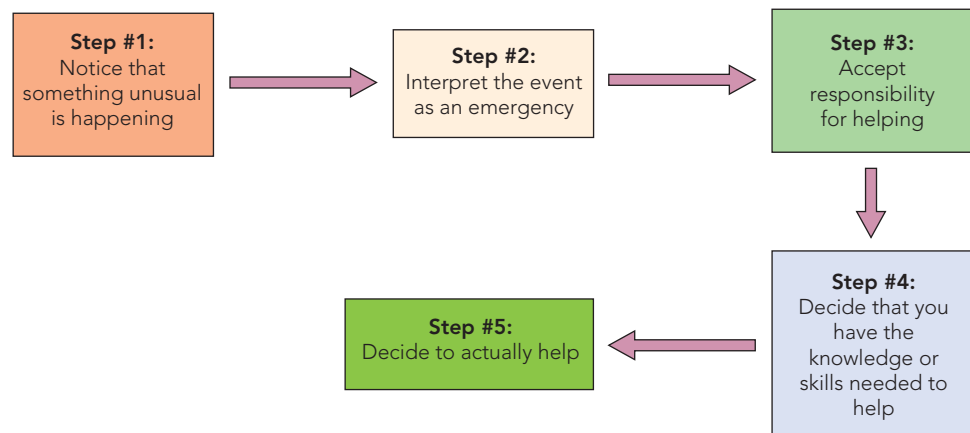 Step #1:
Notice that
something unusual
is happening
Step #2:
Interpret the event
as an emergency
Step #3:
Accept
responsibility
for helping
Step #4:
Decide that you
have the
knowledge or
skills needed to
help
Step #5:
Decide to actually help